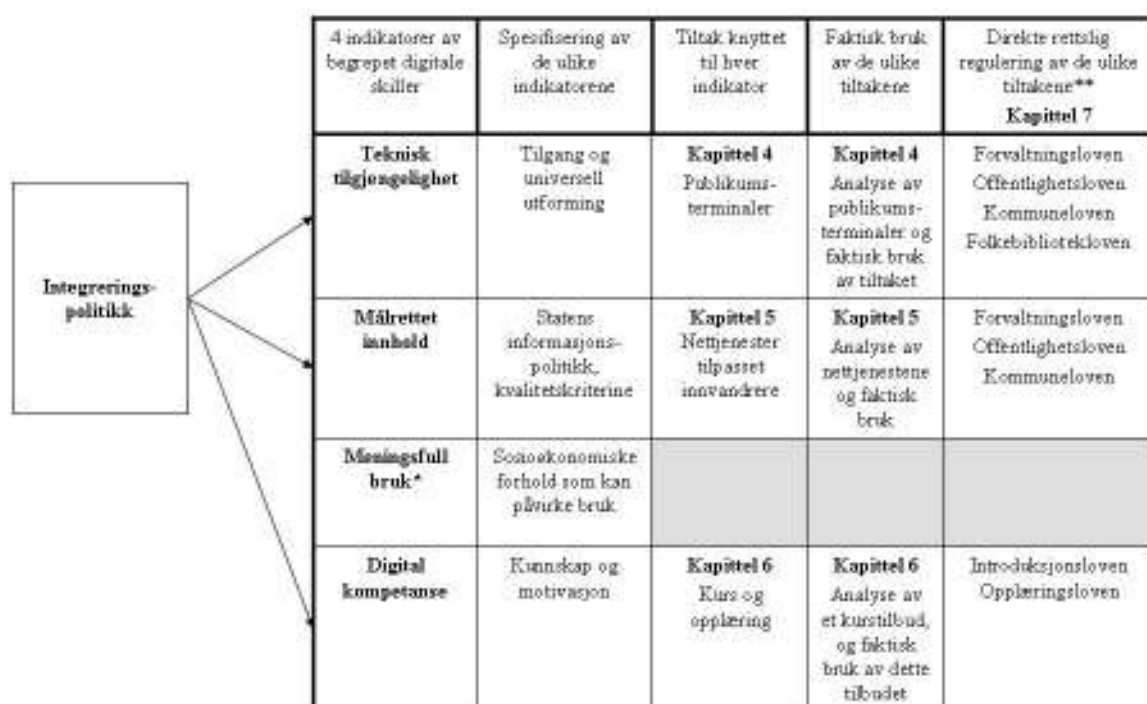 4 indikatorer av
begrepet digitale
skiller
Spesifisering av
de ulike
indikatorene
Tiltak knyttet
til hver
indikator
Faktisk bruk
av de ulike
tiltakene
Direkte rettslig
regulering av de ulike
tiltakene**
Kapittel 7
Integrerings-
politikk
Teknisk
tilgjengelighet
Tilgang og
universell
utforming
Kapittel 4
Publikums-
terminaler
Kapittel 4
Analyse av
publikums-
terminaler og
faktisk bruk
av tiltaket
Forvaltningsloven
Offentlighetsloven
Kommuneloven
Folkebibliotekloven
Målrettet
innhold
Statens
informasjons-
politikk,
kvalitetskriterine
Kapittel 5
Nettjenester
tilpasset
innvandrere
Kapittel 5
Analyse av
nettjenestene
og faktisk
bruk
Forvaltningsloven
Offentlighetsloven
Kommuneloven
Meningsfull
bruk*
Sosioøkonomiske
forhold som kan
påvirke bruk
Digital
kompetanse
Kunnskap og
motivasjon
Kapittel 6
Kurs og
opplæring
Kapittel 6
Analyse av
et kurstilbud,
og faktisk
bruk av dette
tilbudet
Introduksjonsloven
Opplæringsloven